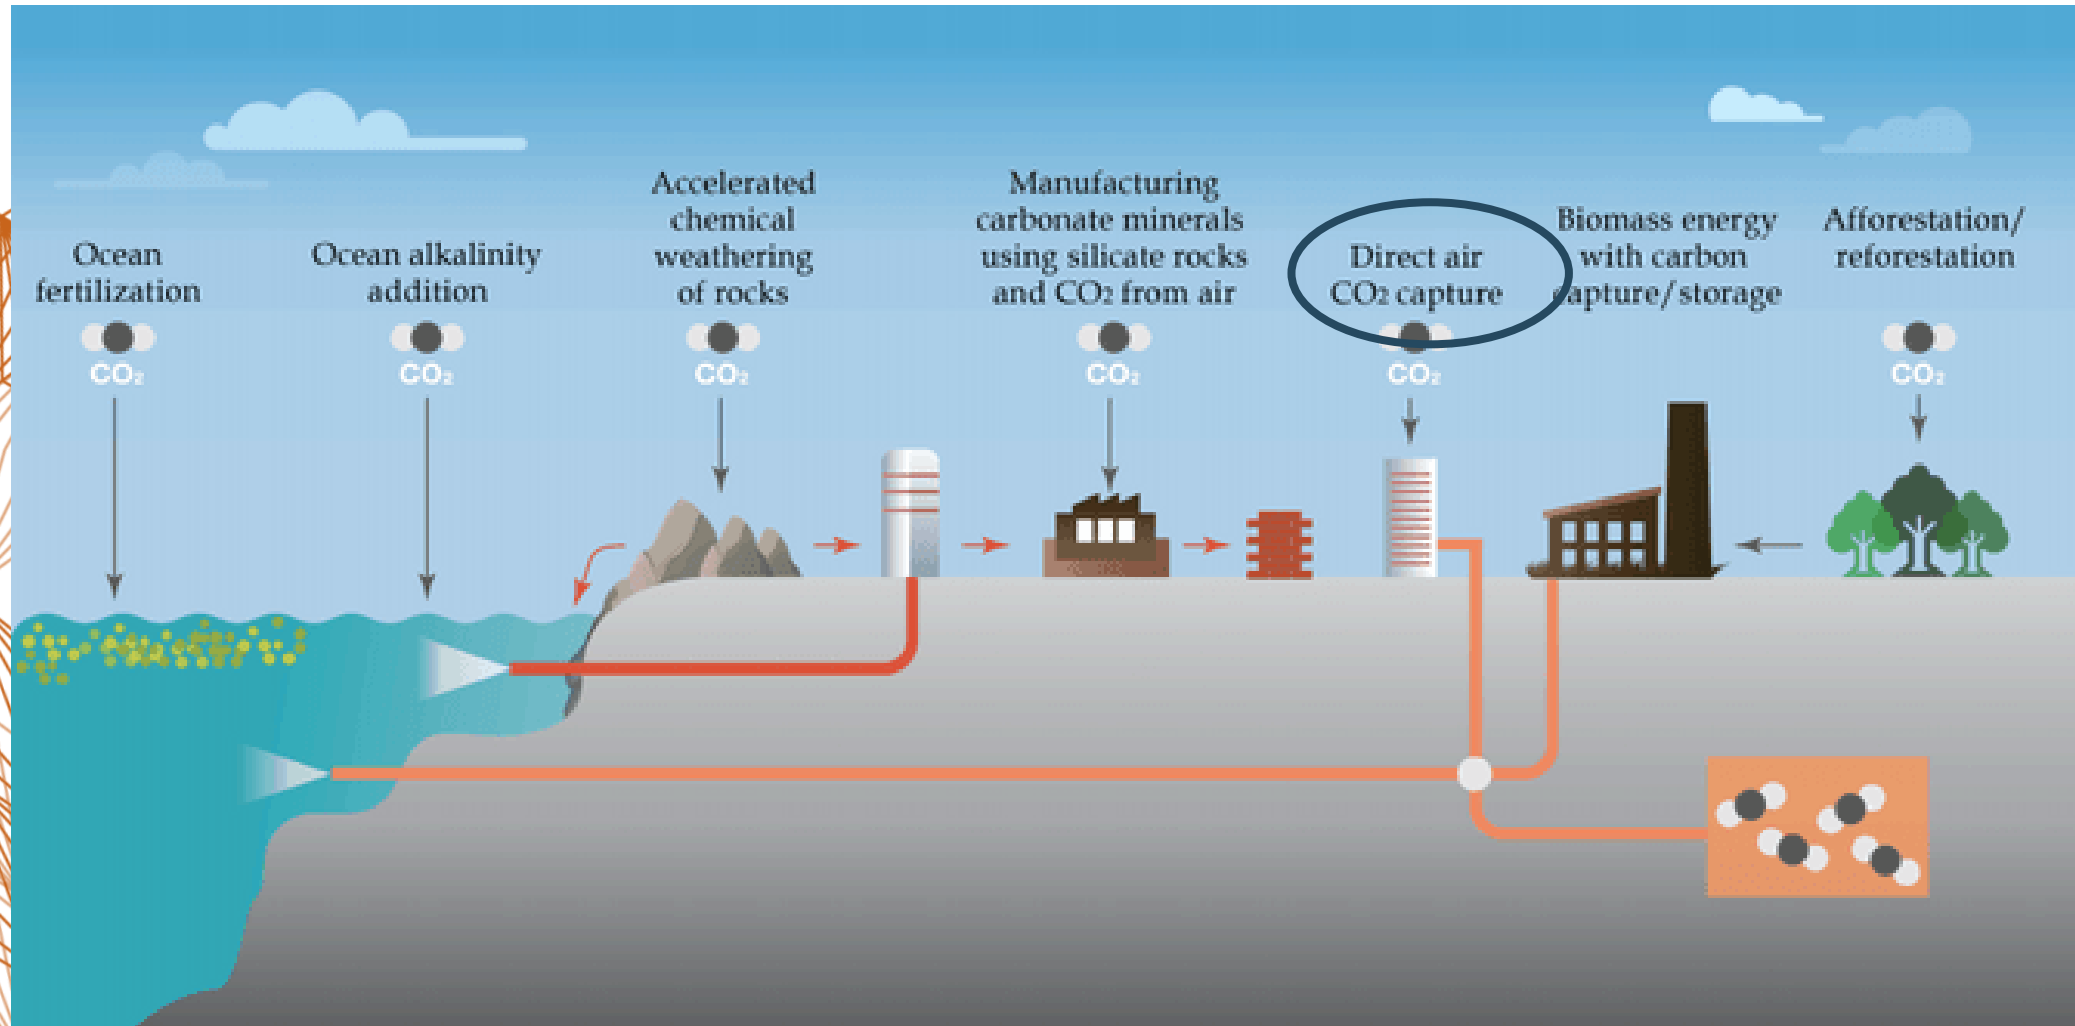 Ocean
fertilization
CO₂
Ocean alkalinity
addition
CO₂
Accelerated
chemical
weathering
of rocks
CO₂
Manufacturing
carbonate minerals
using silicate rocks
and CO₂ from air
CO₂
Direct air
CO₂ capture
CO₂
Biomass energy
with carbon
capture/storage
Afforestation/
reforestation
CO₂